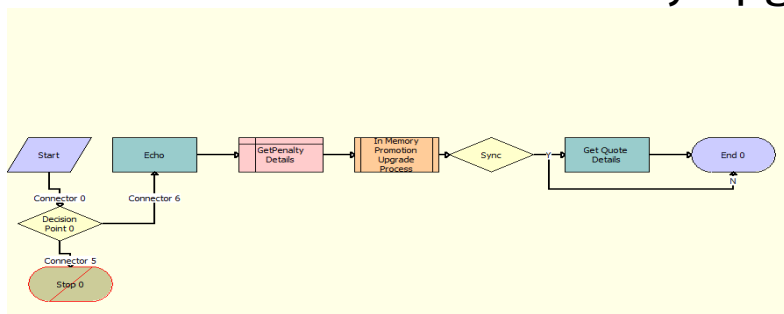 Start
Echo
GetPenalty
Details
In Memory
Promotion
Upgrade
Process
Sync
Y
Get Quote
Details
End 0
N
Connector 0
Connector 6
Decision
Point 0
Connector 5
Stop 0